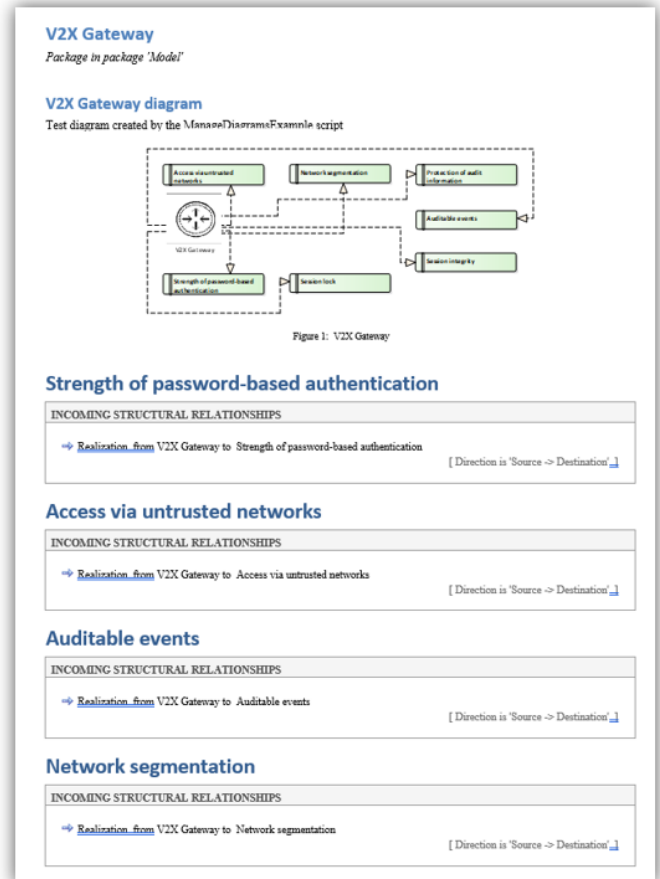 V2X Gateway
Package in package 'Model'
V2X Gateway diagram
Test diagram created by the ManageDiagramsExample script
Access via untrusted
networks
Network segmentation
Protection of audit
information
Auditable events
V2X Gateway
Session integrity
Strength of password-based
authentication
Session lock
Figure 1: V2X Gateway
Strength of password-based authentication
INCOMING STRUCTURAL RELATIONSHIPS
Realization from V2X Gateway to Strength of password-based authentication
[ Direction is 'Source -> Destination' ]
Access via untrusted networks
INCOMING STRUCTURAL RELATIONSHIPS
Realization from V2X Gateway to Access via untrusted networks
[ Direction is 'Source -> Destination' ]
Auditable events
INCOMING STRUCTURAL RELATIONSHIPS
Realization from V2X Gateway to Auditable events
[ Direction is 'Source -> Destination' ]
Network segmentation
INCOMING STRUCTURAL RELATIONSHIPS
Realization from V2X Gateway to Network segmentation
[ Direction is 'Source -> Destination' ]